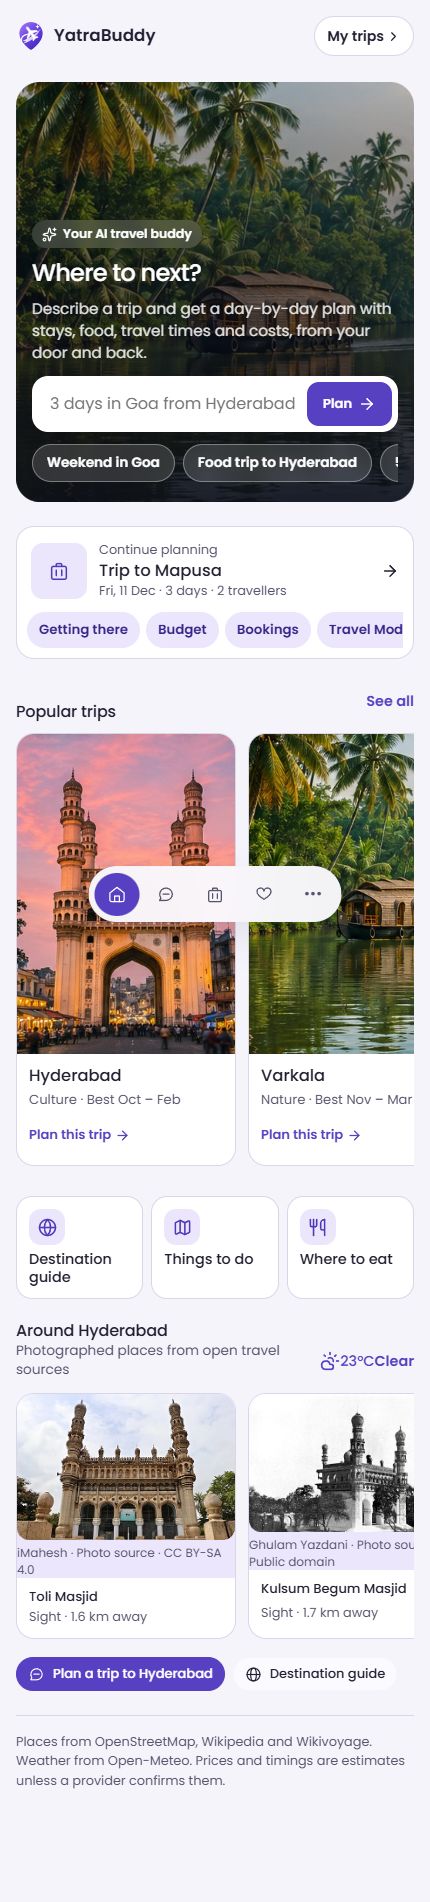 YatraBuddy
My trips
Your AI travel buddy
Where to next?
Describe a trip and get a day-by-day plan with
stays, food, travel times and costs, from your
door and back.
3 days in Goa from Hyderabad
Plan
Weekend in Goa
Food trip to Hyderabad
Continue planning
Trip to Mapusa
Fri, 11 Dec · 3 days · 2 travellers
Getting there
Budget
Bookings
Travel Mod
See all
Popular trips
Hyderabad
Culture · Best Oct – Feb
Plan this trip
Varkala
Nature · Best Nov – Mar
Plan this trip
Destination
guide
Things to do
Where to eat
Around Hyderabad
Photographed places from open travel
sources
23°CClear
iMahesh · Photo source · CC BY-SA
4.0
Toli Masjid
Sight · 1.6 km away
Ghulam Yazdani · Photo sou
Public domain
Kulsum Begum Masjid
Sight · 1.7 km away
Plan a trip to Hyderabad
Destination guide
Places from OpenStreetMap, Wikipedia and Wikivoyage.
Weather from Open-Meteo. Prices and timings are estimates
unless a provider confirms them.